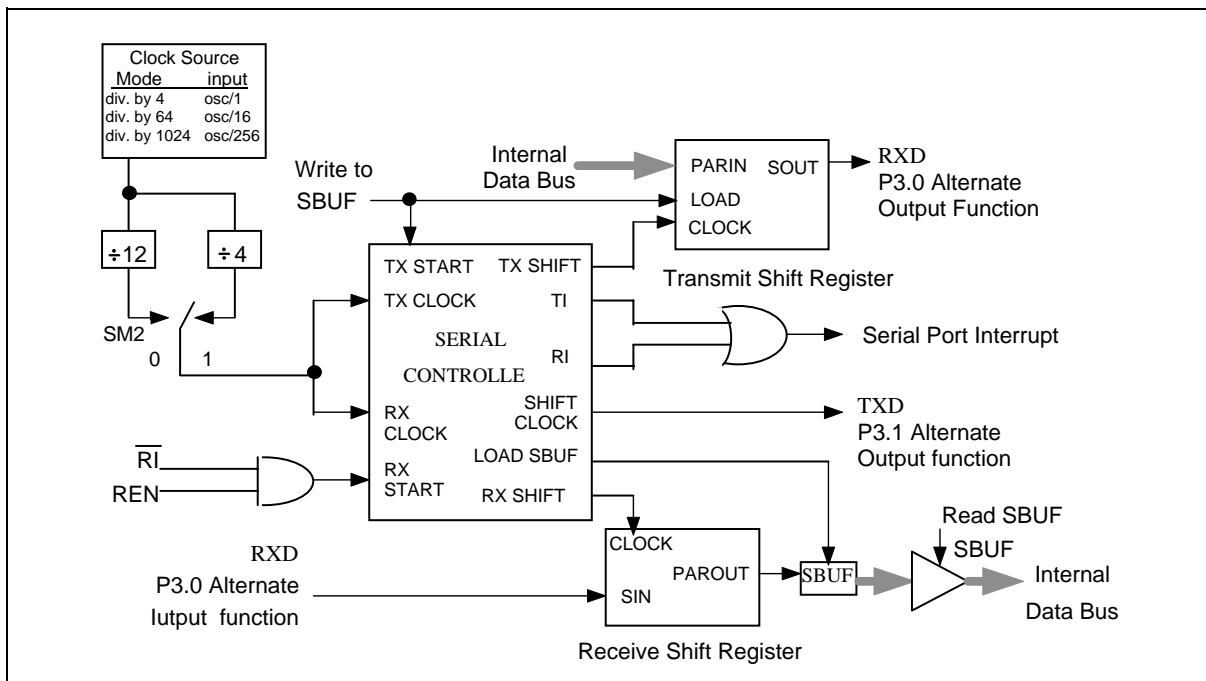 Clock Source
Mode input
div. by 4 osc/1
div. by 64 osc/16
div. by 1024 osc/256
÷12
÷4
SM2
0 1
Write to
SBUF
Internal
Data Bus
PARIN SOUT
LOAD
CLOCK
RXD
P3.0 Alternate
Output Function
Transmit Shift Register
TX START TX SHIFT
TX CLOCK TI
SERIAL
RI
CONTROLLE
SHIFT
CLOCK
RX
CLOCK
LOAD SBUF
RX
START
RX SHIFT
Serial Port Interrupt
TXD
P3.1 Alternate
Output function
RI
REN
RXD
P3.0 Alternate
Iutput function
CLOCK
PAROUT
SIN
Receive Shift Register
SBUF
Read SBUF
SBUF
Internal
Data Bus